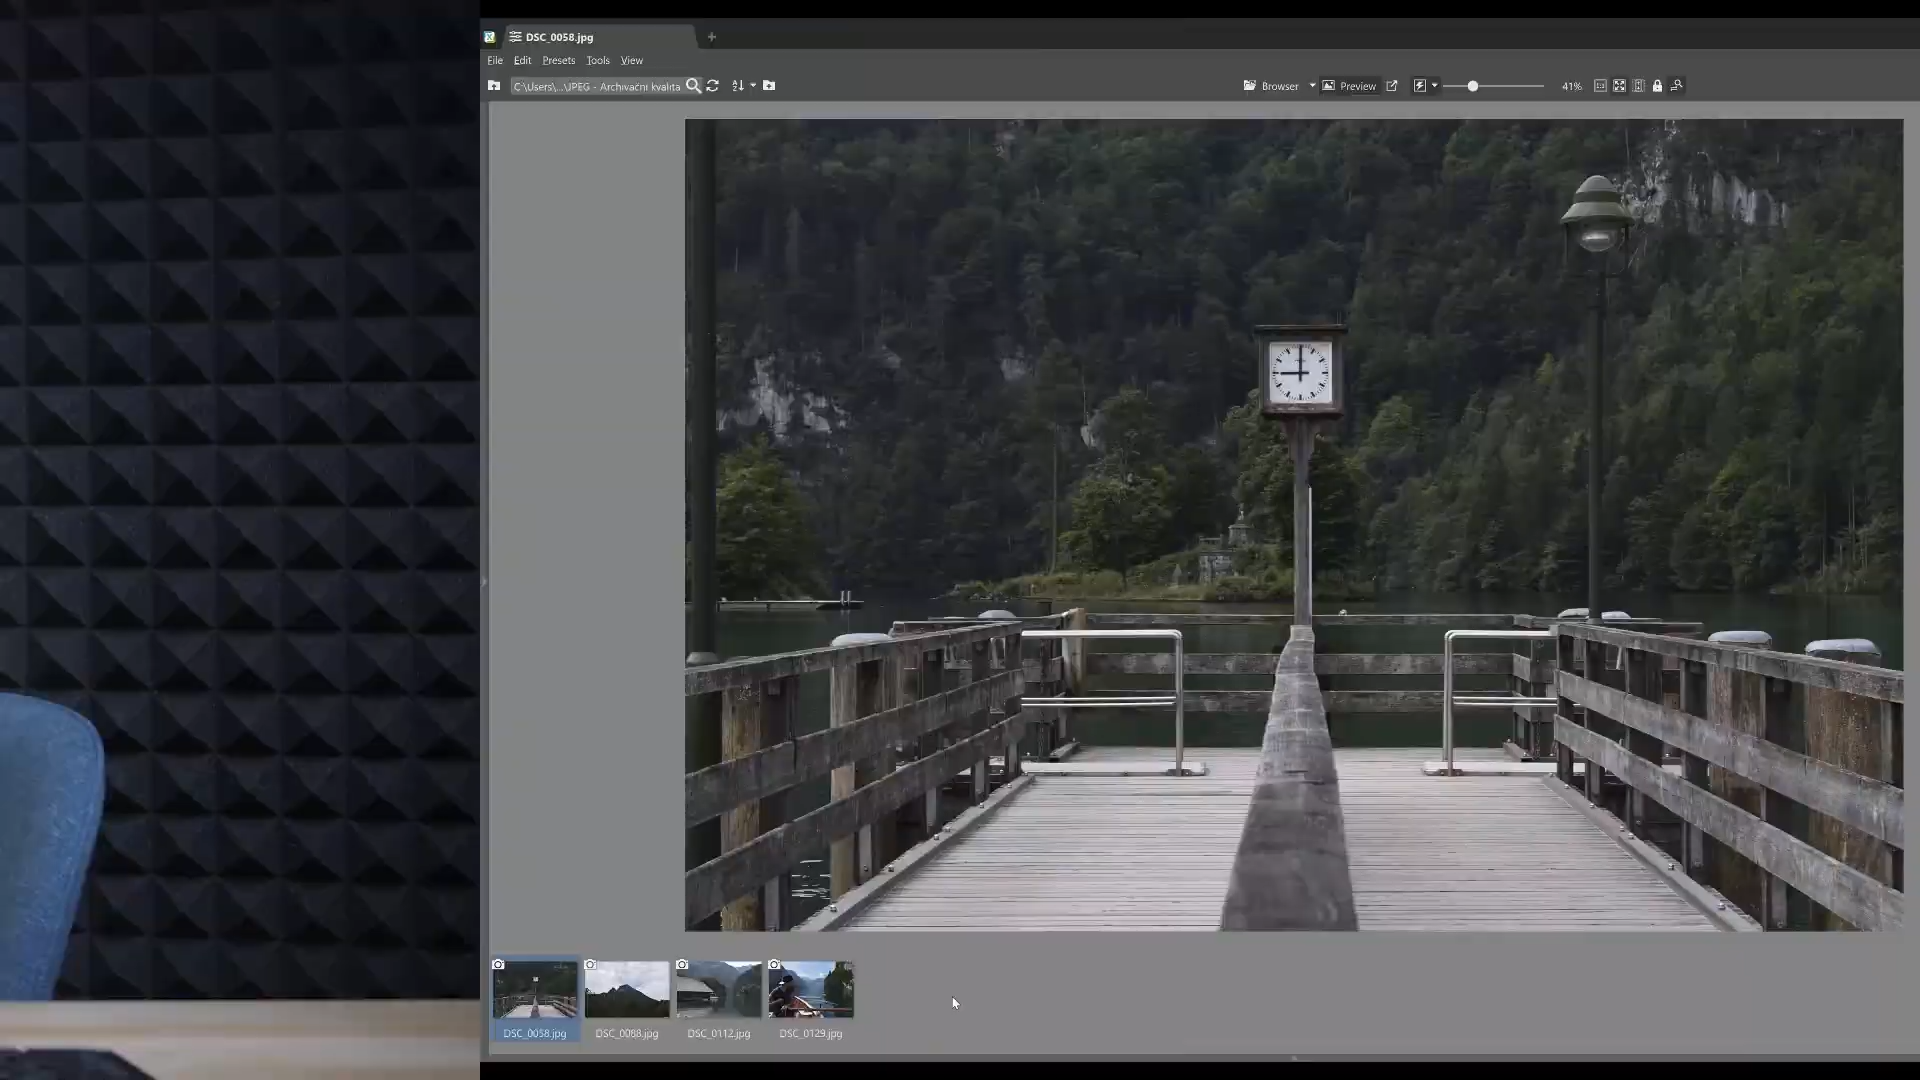 DSC_0058.jpg
File Edit Presets Tools View
C:\Users\...\JPEG - Archivační kvalita
Browser Preview 41%
DSC_0058.jpg DSC_0088.jpg DSC_0112.jpg DSC_0129.jpg